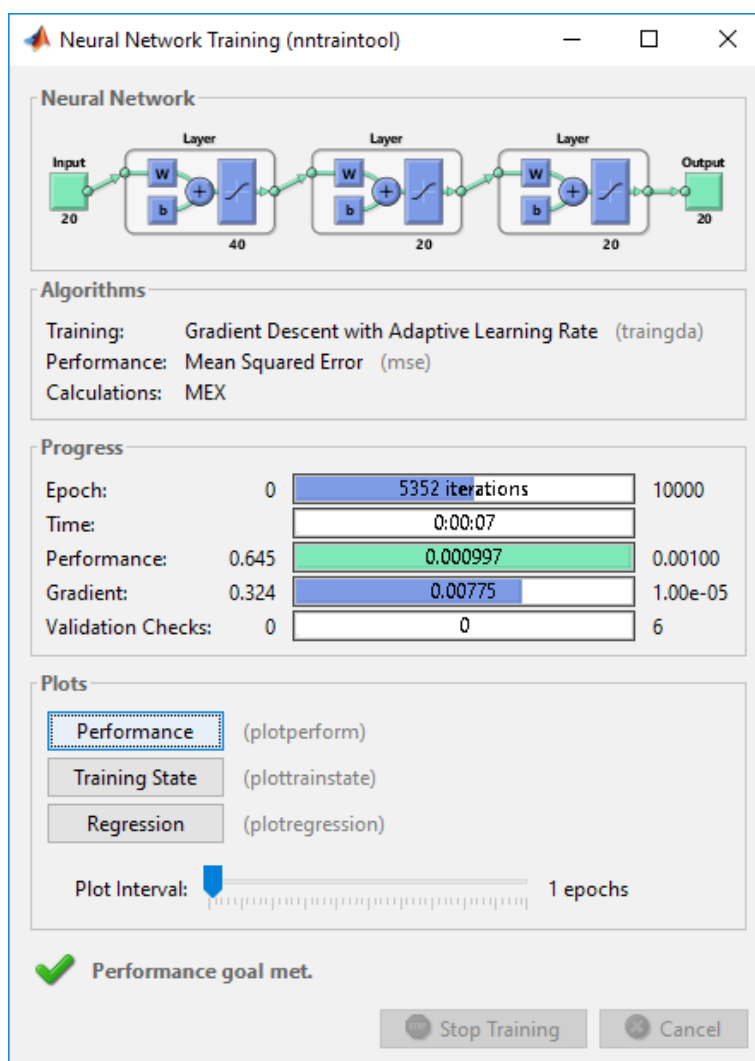 Neural Network Training (nntraintool)
Neural Network
Layer Layer Layer
Input Output
W W W
+ + +
b b b
20 20
40 20 20
Algorithms
Training: Gradient Descent with Adaptive Learning Rate (traingda)
Performance: Mean Squared Error (mse)
Calculations: MEX
Progress
Epoch: 0 5352 iterations 10000
Time: 0:00:07
Performance: 0.645 0.000997 0.00100
Gradient: 0.324 0.00775 1.00e-05
Validation Checks: 0 0 6
Plots
Performance (plotperform)
Training State (plottrainstate)
Regression (plotregression)
Plot Interval: 1 epochs
Performance goal met.
STOP Stop Training Cancel